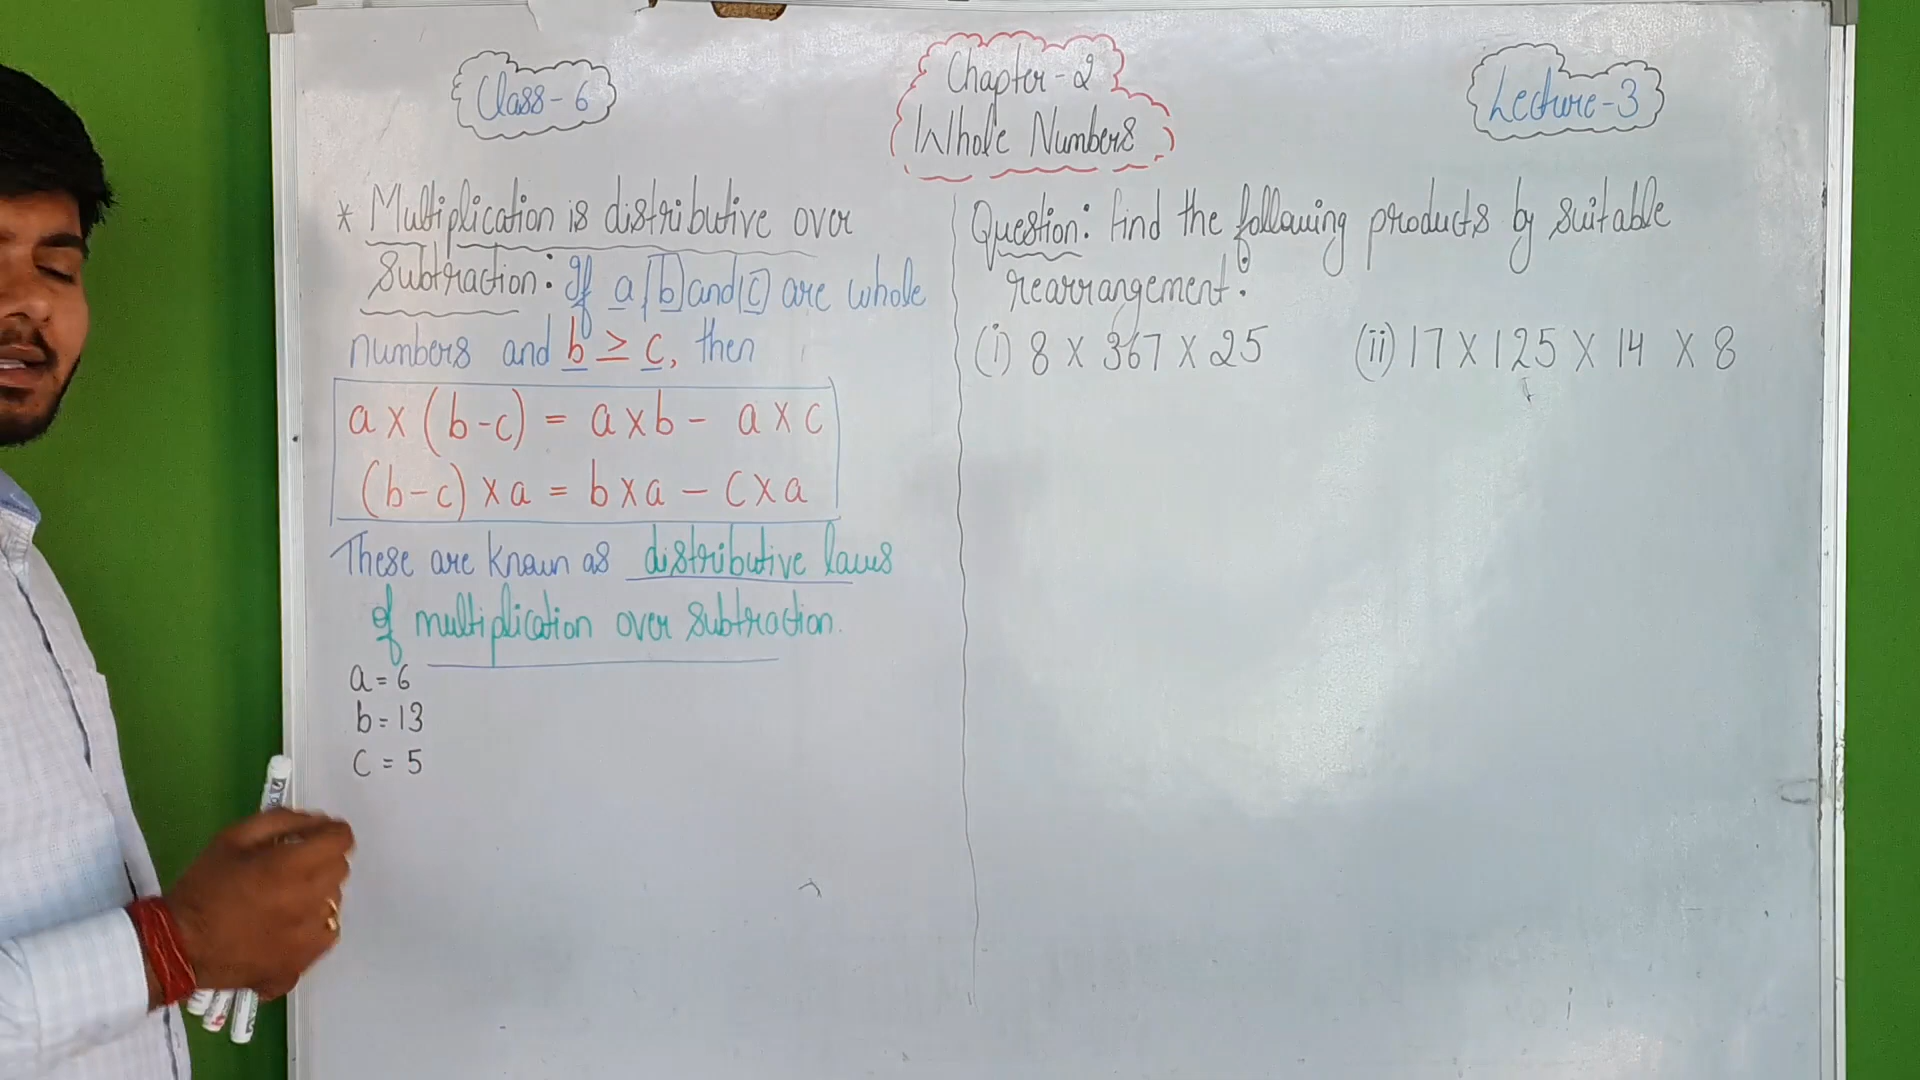 Class-6
Chapter-2
Whole Numbers
Lecture-3
* Multiplication is distributive over
Subtraction: If a, b and c are whole
numbers and b ≥ c, then
a x (b-c) = a x b - a x c
(b-c) x a = b x a - c x a
These are known as distributive laws
of multiplication over subtraction.
a = 6
b = 13
c = 5
Question: find the following products by suitable
rearrangement:
(i) 8 x 367 x 25 (ii) 17 x 125 x 14 x 8